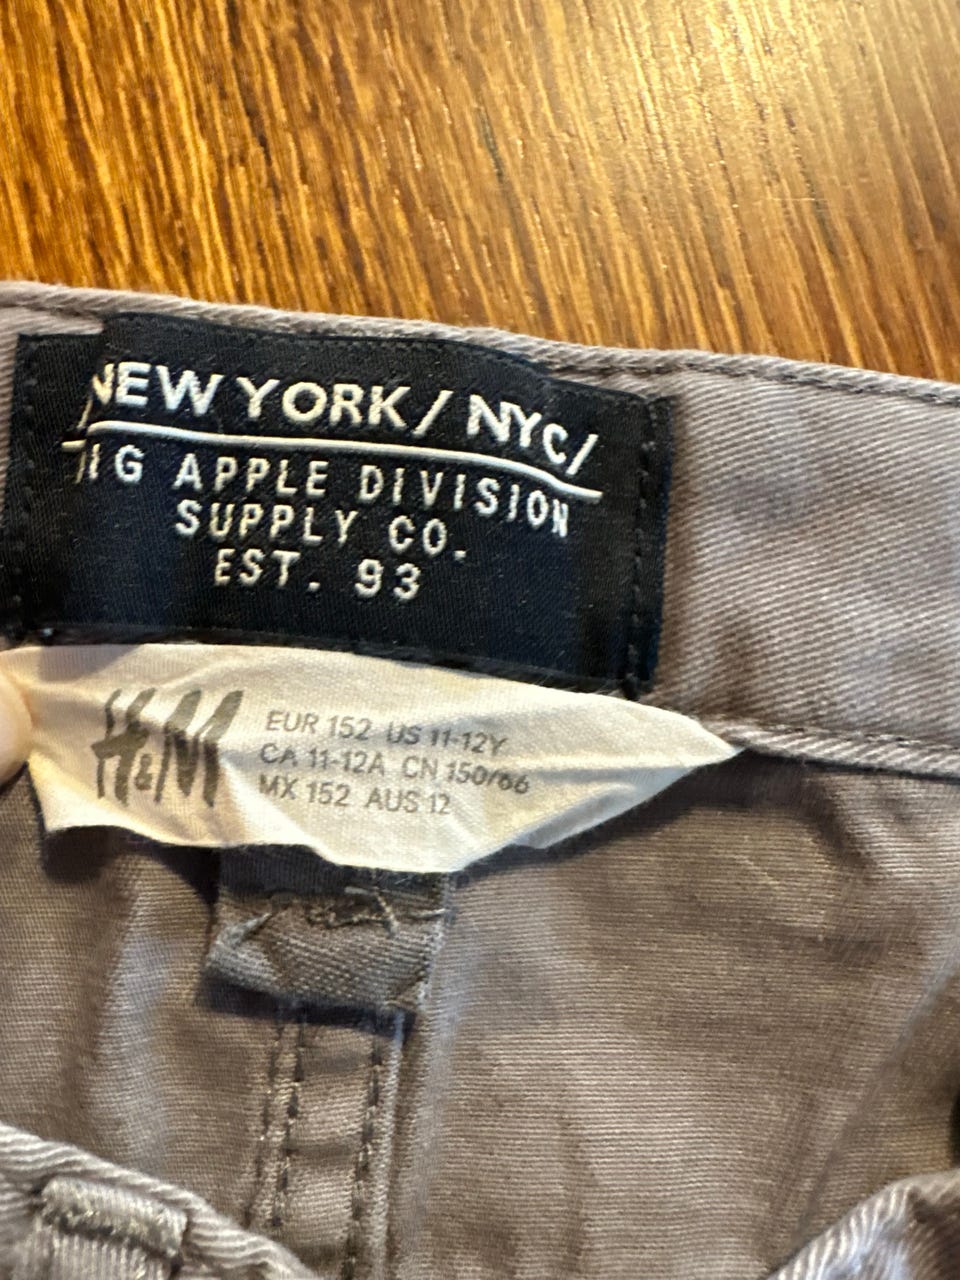 NEW YORK/ NYC/
IG APPLE DIVISION
SUPPLY CO.
EST. 93
H&M
EUR 152 US 11-12Y
CA 11-12A CN 150/66
MX 152 AUS 12